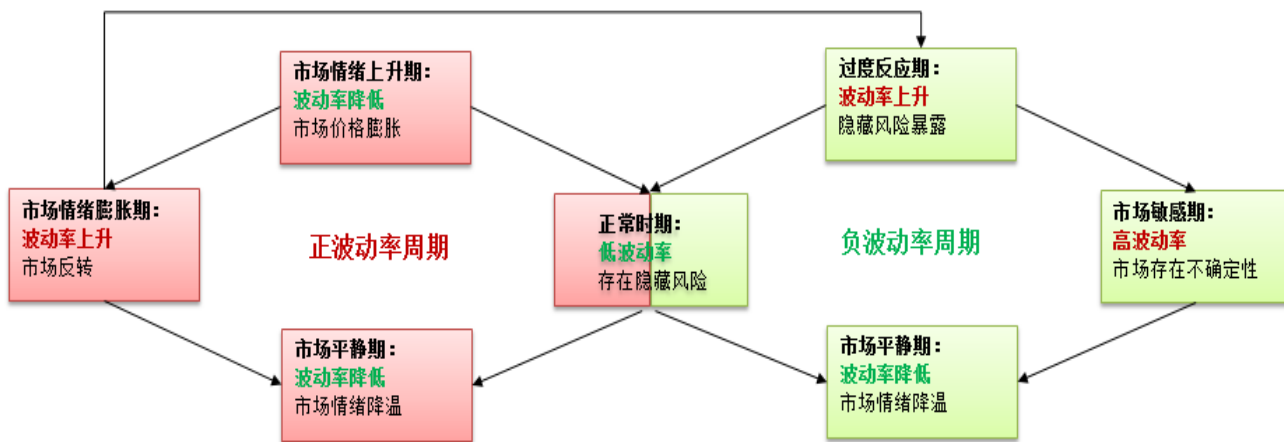 市场情绪上升期：
波动率降低
市场价格膨胀
过度反应期：
波动率上升
隐藏风险暴露
市场情绪膨胀期：
波动率上升
市场反转
正波动率周期
正常时期：
低波动率
存在隐藏风险
负波动率周期
市场敏感期：
高波动率
市场存在不确定性
市场平静期：
波动率降低
市场情绪降温
市场平静期：
波动率降低
市场情绪降温